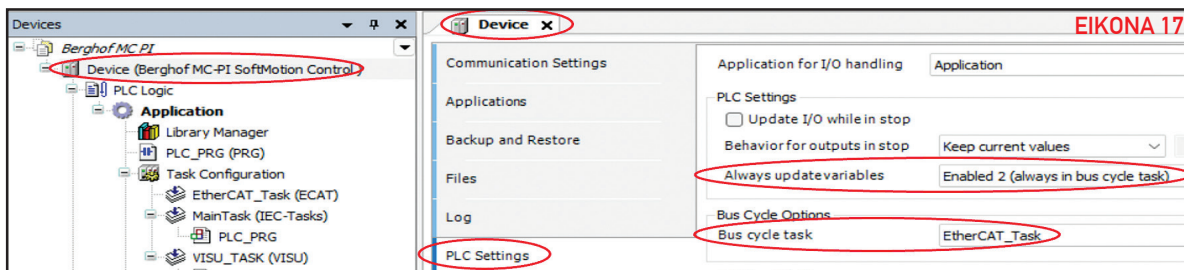 Devices
Berghof MC PI
Device (Berghof MC-PI SoftMotion Control)
PLC Logic
Application
Library Manager
PLC_PRG (PRG)
Task Configuration
EtherCAT_Task (ECAT)
MainTask (IEC-Tasks)
PLC_PRG
VISU_TASK (VISU)
Device
ΕΙΚΟΝΑ 17
Communication Settings
Applications
Backup and Restore
Files
Log
PLC Settings
Application for I/O handling Application
PLC Settings
Update I/O while in stop
Behavior for outputs in stop Keep current values
Always update variables Enabled 2 (always in bus cycle task)
Bus Cycle Options
Bus cycle task EtherCAT_Task